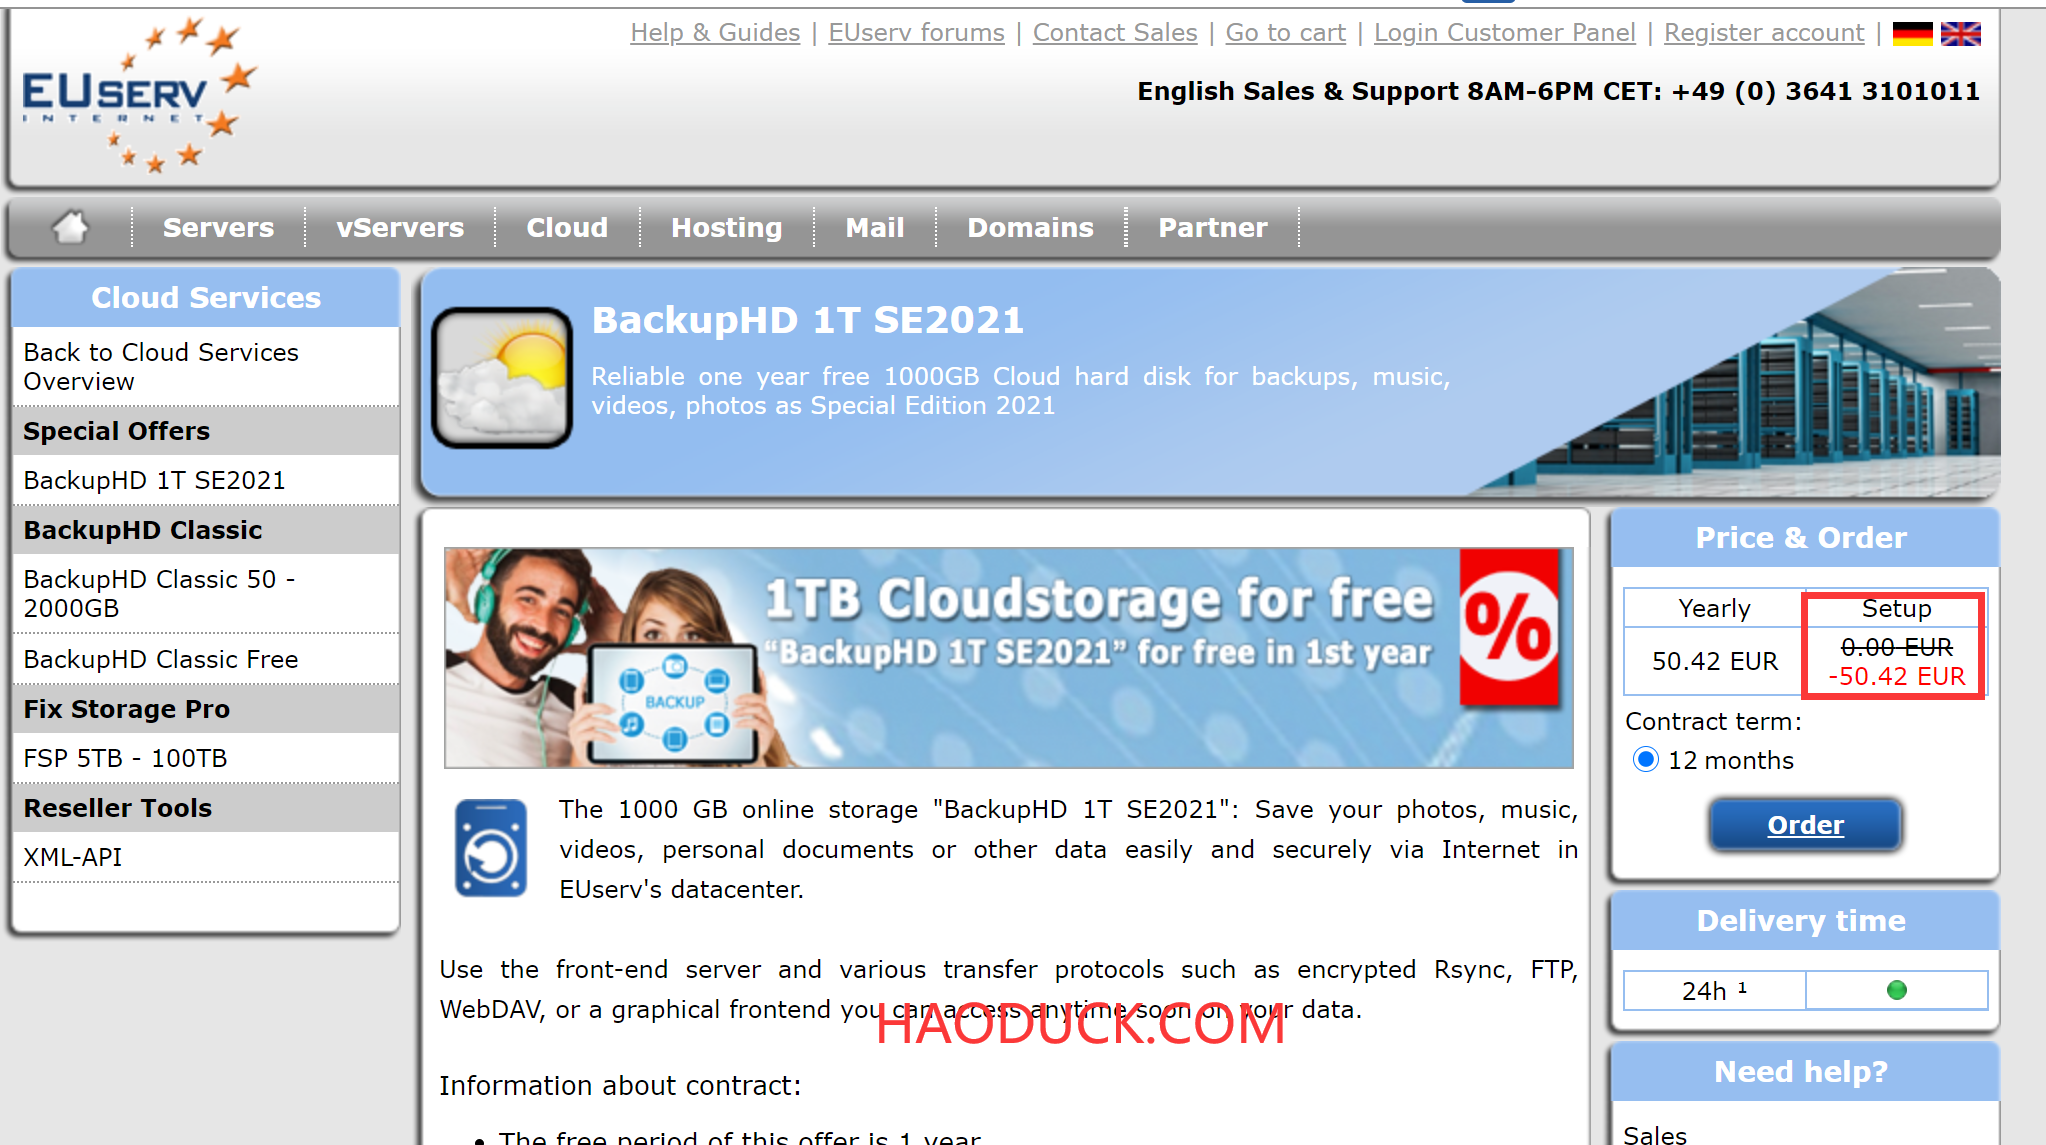 EUSERV
INTERNET
Help & Guides | EUserv forums | Contact Sales | Go to cart | Login Customer Panel | Register account |
English Sales & Support 8AM-6PM CET: +49 (0) 3641 3101011
Servers vServers Cloud Hosting Mail Domains Partner
Cloud Services
Back to Cloud Services
Overview
Special Offers
BackupHD 1T SE2021
BackupHD Classic
BackupHD Classic 50 -
2000GB
BackupHD Classic Free
Fix Storage Pro
FSP 5TB - 100TB
Reseller Tools
XML-API
BackupHD 1T SE2021
Reliable one year free 1000GB Cloud hard disk for backups, music,
videos, photos as Special Edition 2021
1TB Cloudstorage for free
"BackupHD 1T SE2021" for free in 1st year
%
BACKUP
The 1000 GB online storage "BackupHD 1T SE2021": Save your photos, music,
videos, personal documents or other data easily and securely via Internet in
EUserv's datacenter.
Use the front-end server and various transfer protocols such as encrypted Rsync, FTP,
WebDAV, or a graphical frontend you can access anytime soon on your data.
HAODUCK.COM
Information about contract:
• The free period of this offer is 1 year
Price & Order
Yearly Setup
50.42 EUR 0.00 EUR
-50.42 EUR
Contract term:
12 months
Order
Delivery time
24h ¹
Need help?
Sales